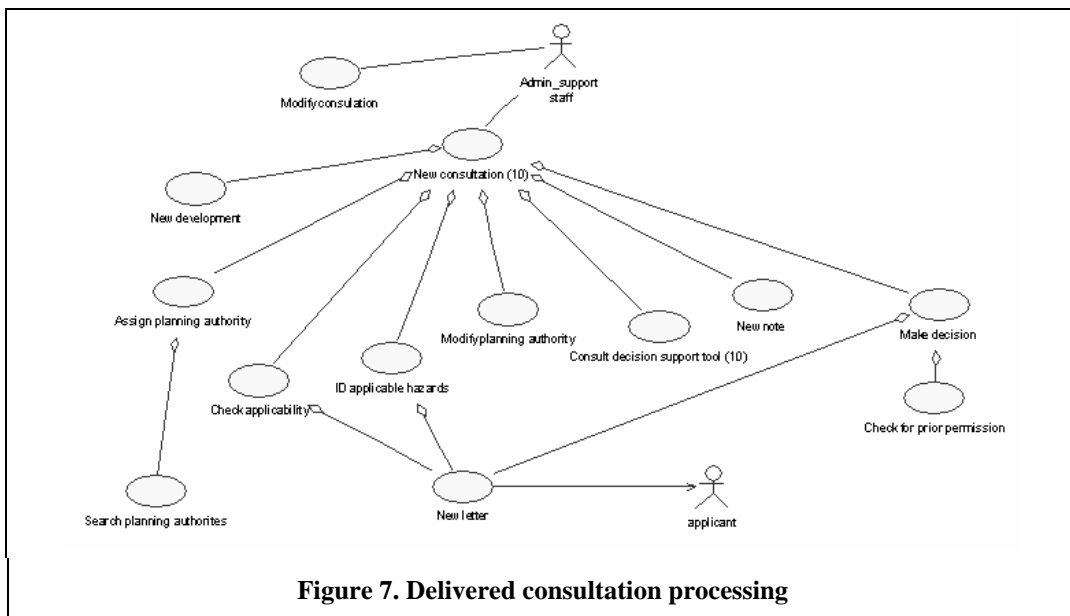 Admin_support
staff
Modify consulation
New consultation (10)
New development
Assign planning authority
Modify planning authority
New note
Consult decision support tool (10)
Make decision
ID applicable hazards
Check applicability
Check for prior permission
Search planning authorites
New letter
applicant
Figure 7. Delivered consultation processing